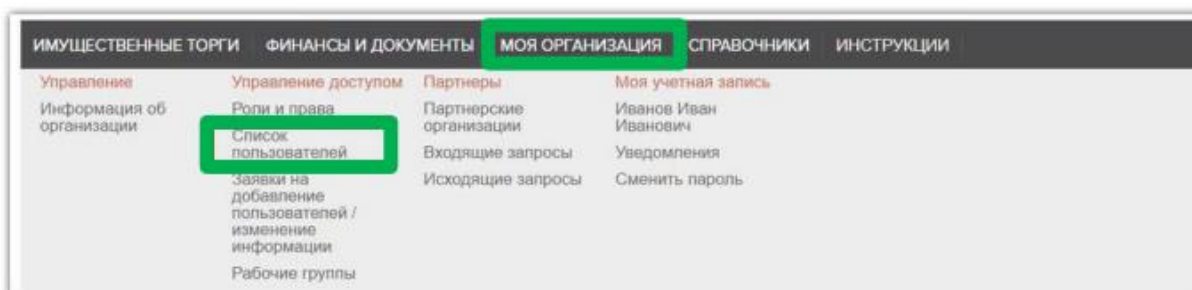 ИМУЩЕСТВЕННЫЕ ТОРГИ ФИНАНСЫ И ДОКУМЕНТЫ МОЯ ОРГАНИЗАЦИЯ СПРАВОЧНИКИ ИНСТРУКЦИИ
Управление
Информация об
организации
Управление доступом
Роли и права
Список
пользователей
Заявки на
добавление
пользователей /
изменение
информации
Рабочие группы
Партнеры
Партнерские
организации
Входящие запросы
Исходящие запросы
Моя учетная запись
Иванов Иван
Иванович
Уведомления
Сменить пароль